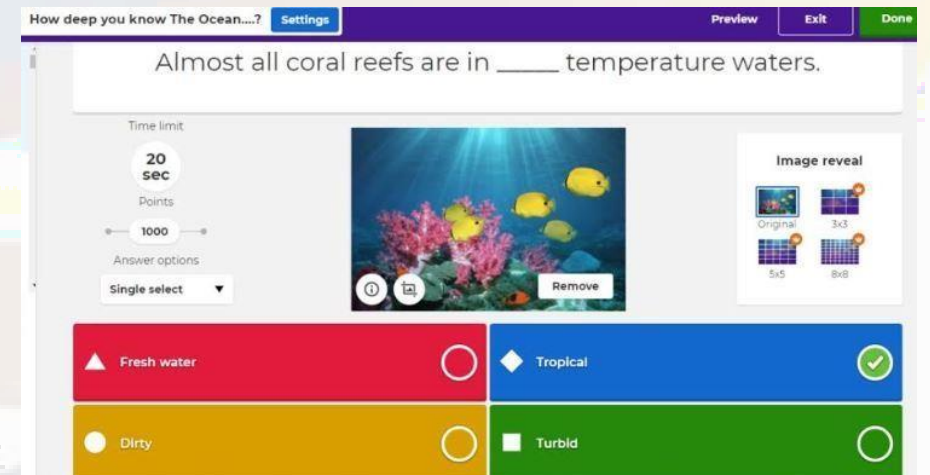 How deep you know The Ocean....? Settings Preview Exit Done
Almost all coral reefs are in _____ temperature waters.
Time limit
20
sec
Points
1000
Answer options
Single select
Remove
Image reveal
Original 3x3
5x5 8x8
Fresh water
Tropical
Dirty
Turbid